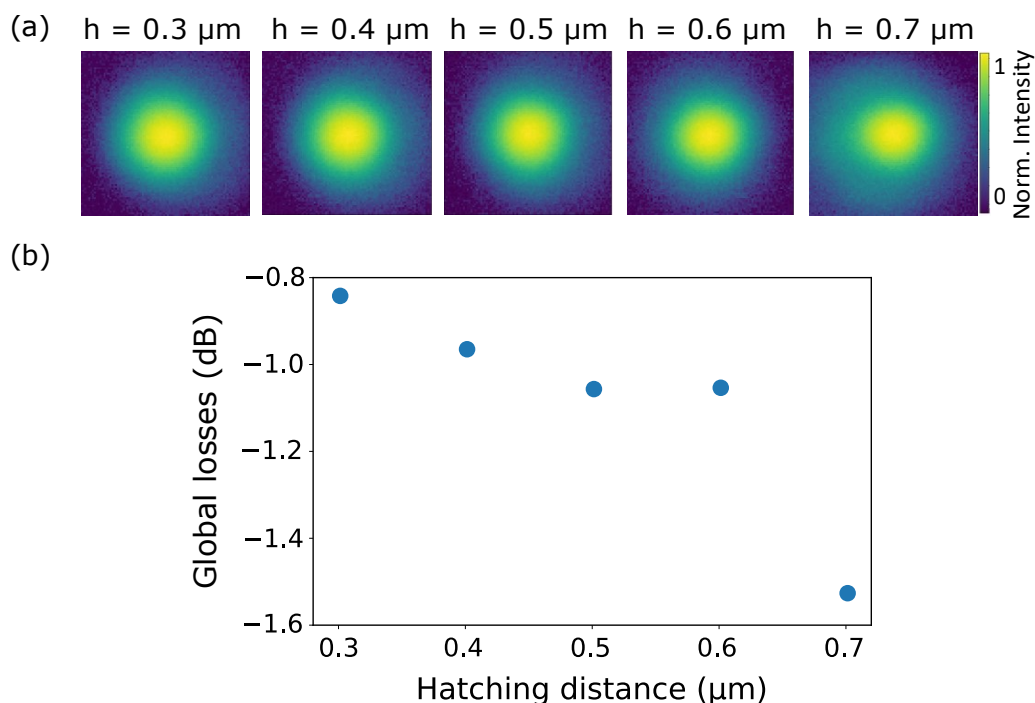 (a)
h = 0.3 µm h = 0.4 µm h = 0.5 µm h = 0.6 µm h = 0.7 µm
1
0
Norm. Intensity
(b)
−0.8
−1.0
−1.2
−1.4
−1.6
Global losses (dB)
0.3 0.4 0.5 0.6 0.7
Hatching distance (µm)